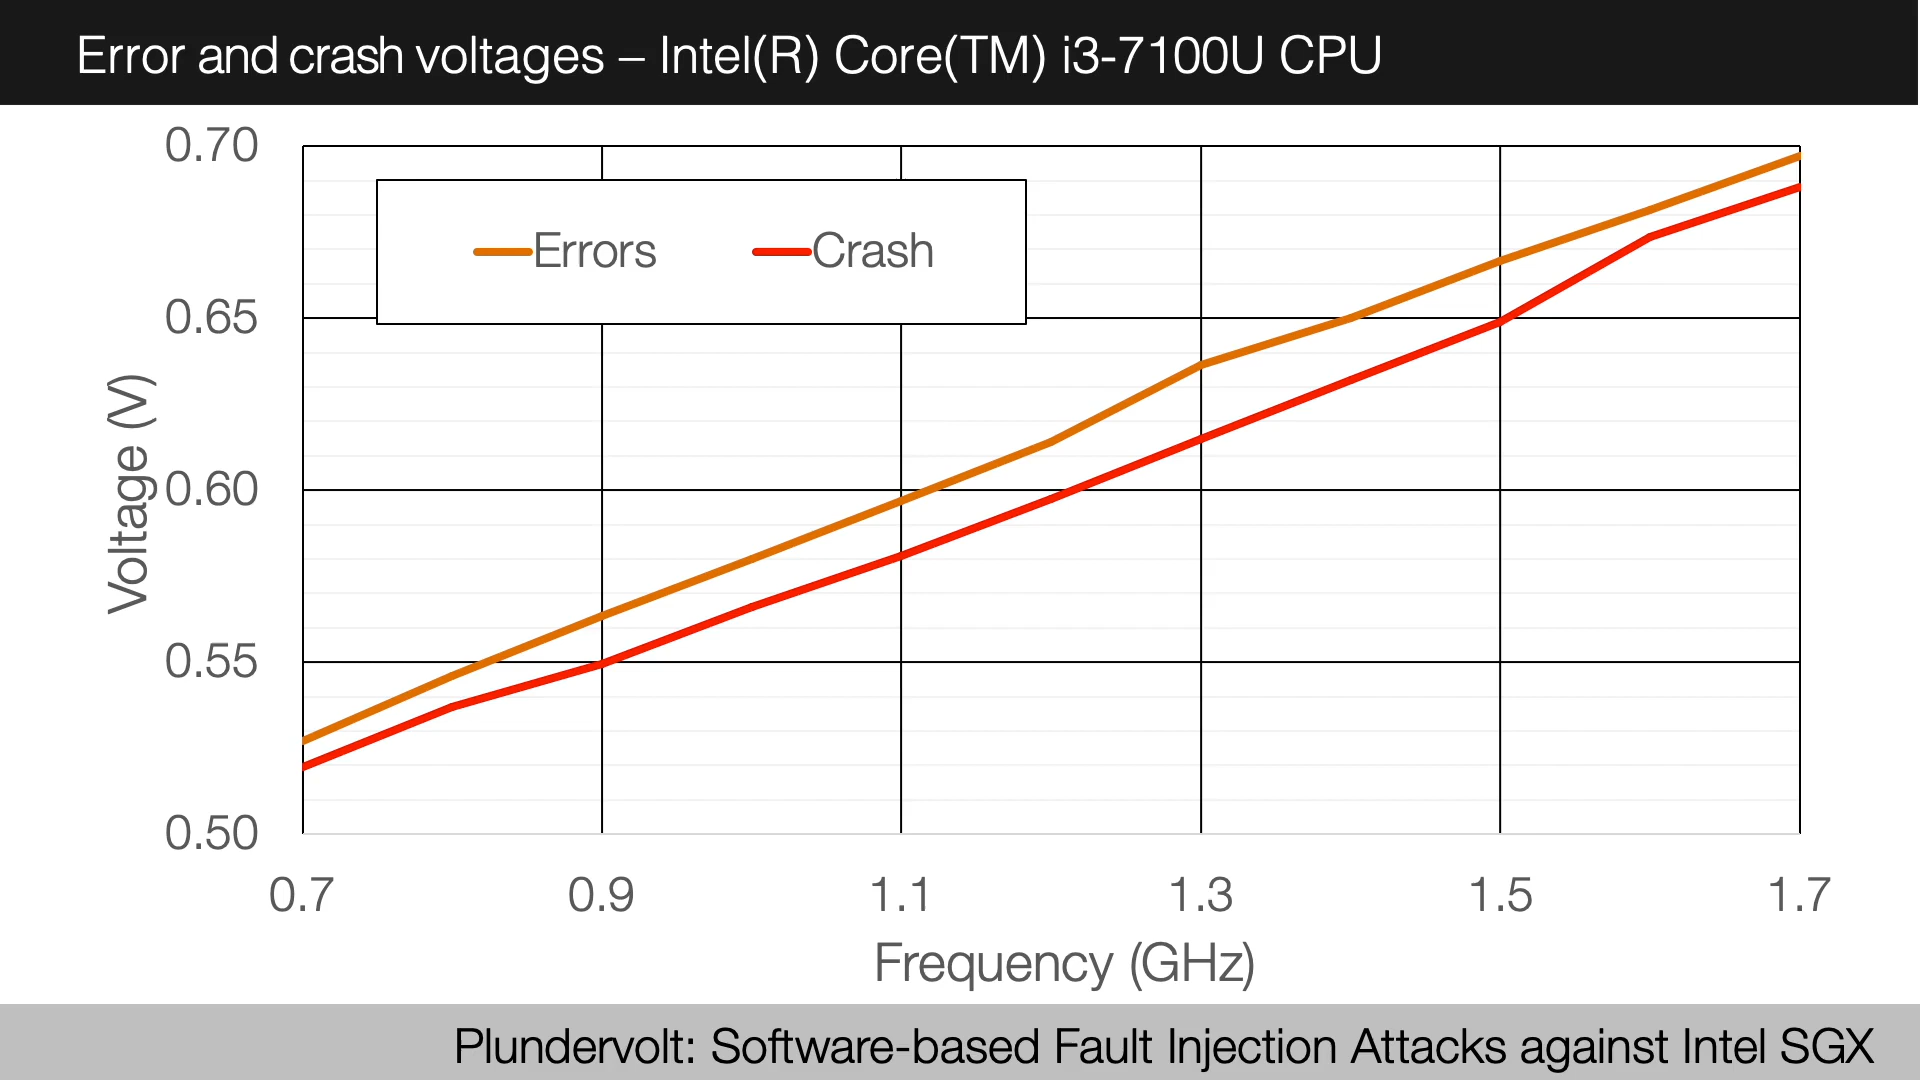 Error and crash voltages – Intel(R) Core(TM) i3-7100U CPU
0.70
Errors
Crash
0.65
Voltage (V)
0.60
0.55
0.50
0.7
0.9
1.1
1.3
1.5
1.7
Frequency (GHz)
Plundervolt: Software-based Fault Injection Attacks against Intel SGX